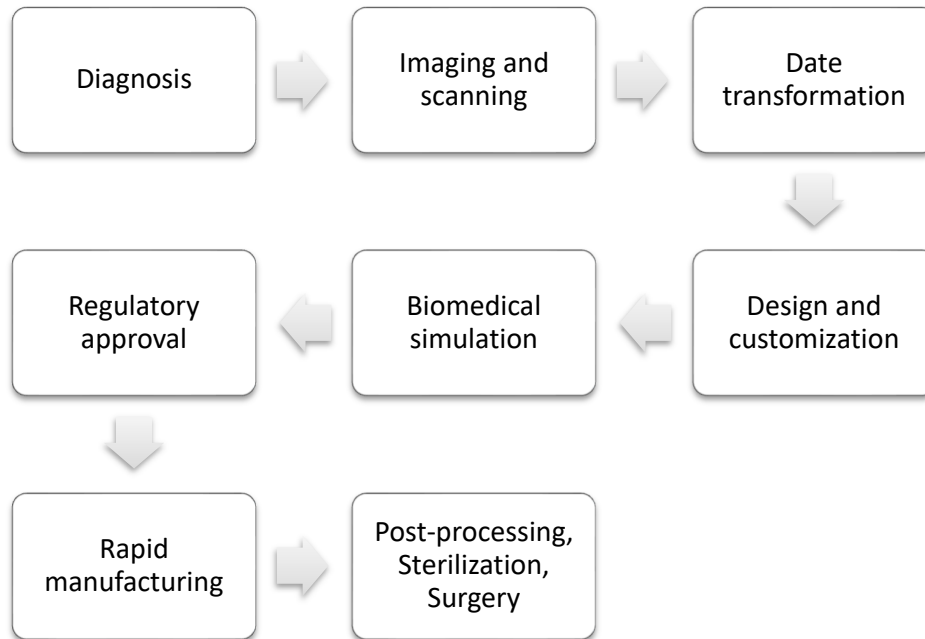 Diagnosis
Imaging and
scanning
Date
transformation
Design and
customization
Biomedical
simulation
Regulatory
approval
Rapid
manufacturing
Post-processing,
Sterilization,
Surgery